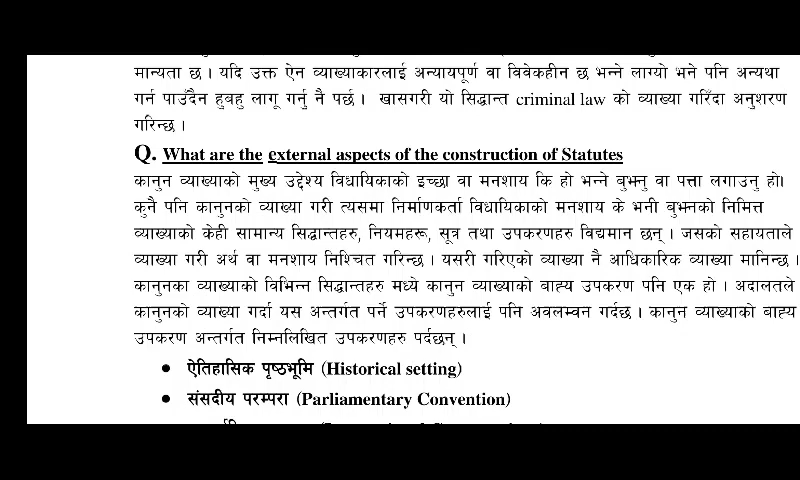 मान्यता छ । यदि उक्त ऐन व्याख्याकारलाई अन्यायपूर्ण वा विवेकहीन छ भन्ने लाग्यो भने पनि अन्यथा
गर्न पाउँदैन हुबहु लागू गर्नु नै पर्छ । खासगरी यो सिद्धान्त criminal law को व्याख्या गरिँदा अनुशरण
गरिन्छ ।
Q. What are the external aspects of the construction of Statutes
कानुन व्याख्याको मुख्य उद्देश्य विधायिकाको इच्छा वा मनशाय कि हो भन्ने बुझ्नु वा पत्ता लगाउनु हो।
कुनै पनि कानुनको व्याख्या गरी त्यसमा निर्माणकर्ता विधायिकाको मनशाय के भनी बुझ्नको निमित्त
व्याख्याको केही सामान्य सिद्धान्तहरु, नियमहरू, सूत्र तथा उपकरणहरु विद्यमान छन् । जसको सहायताले
व्याख्या गरी अर्थ वा मनशाय निश्चित गरिन्छ । यसरी गरिएको व्याख्या नै आधिकारिक व्याख्या मानिन्छ ।
कानुनका व्याख्याको विभिन्न सिद्धान्तहरु मध्ये कानुन व्याख्याको बाह्य उपकरण पनि एक हो । अदालतले
कानुनको व्याख्या गर्दा यस अन्तर्गत पर्ने उपकरणहरुलाई पनि अवलम्वन गर्दछ । कानुन व्याख्याको बाह्य
उपकरण अन्तर्गत निम्नलिखित उपकरणहरु पर्दछन् ।
• ऐतिहासिक पृष्ठभूमि (Historical setting)
• संसदीय परम्परा (Parliamentary Convention)